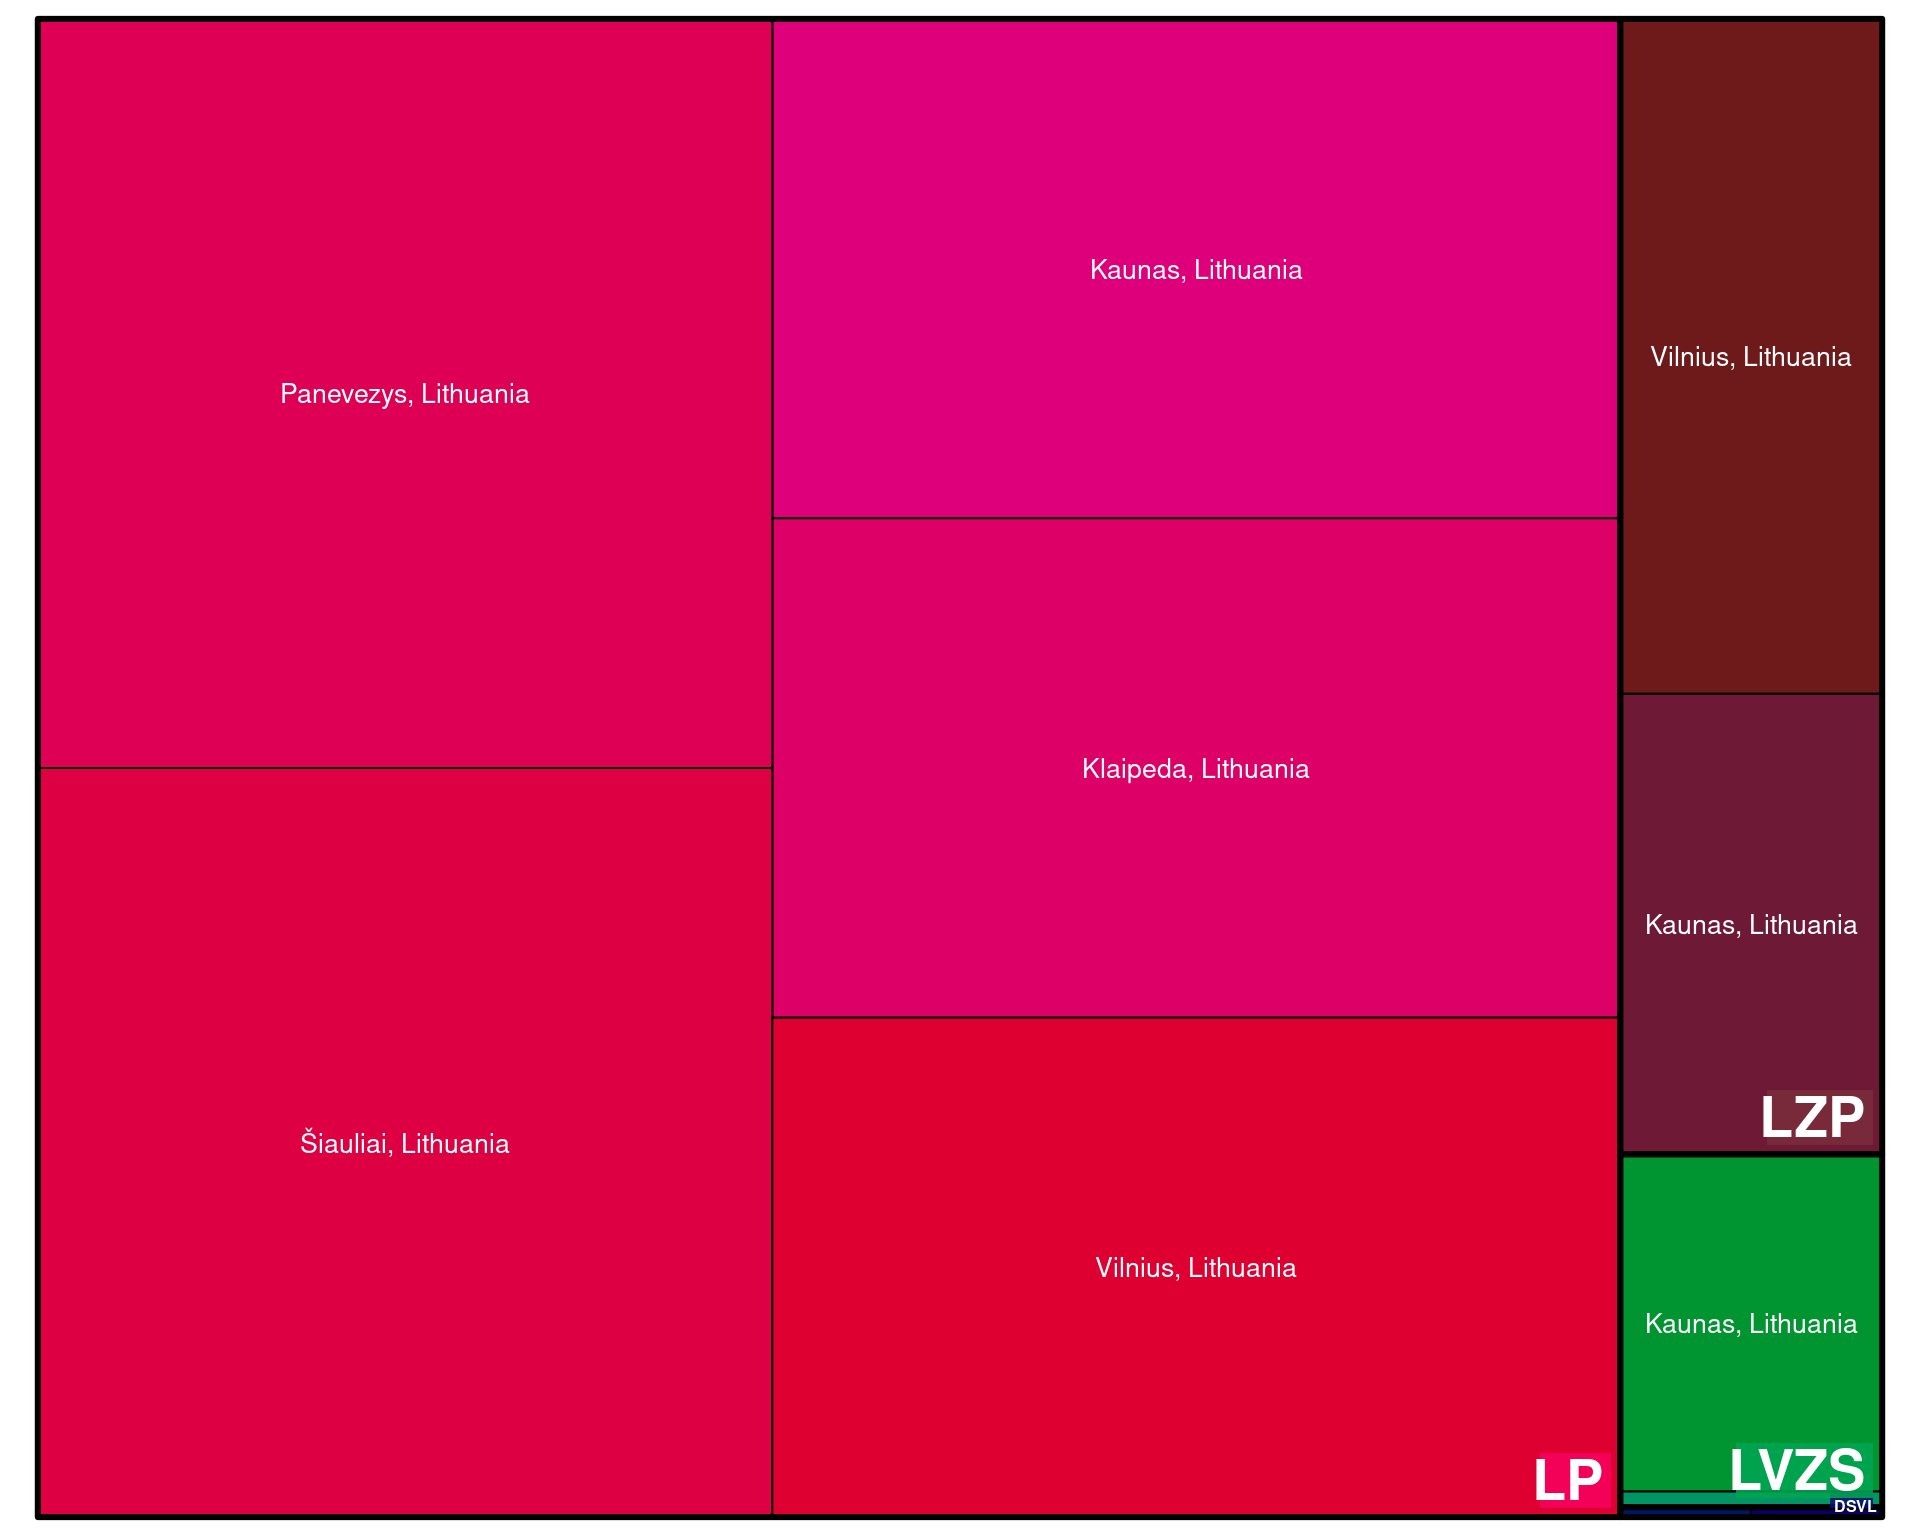 Panevezys, Lithuania
Šiauliai, Lithuania
Kaunas, Lithuania
Klaipeda, Lithuania
Vilnius, Lithuania
LP
Vilnius, Lithuania
Kaunas, Lithuania
LZP
Kaunas, Lithuania
LVZS
DSVL